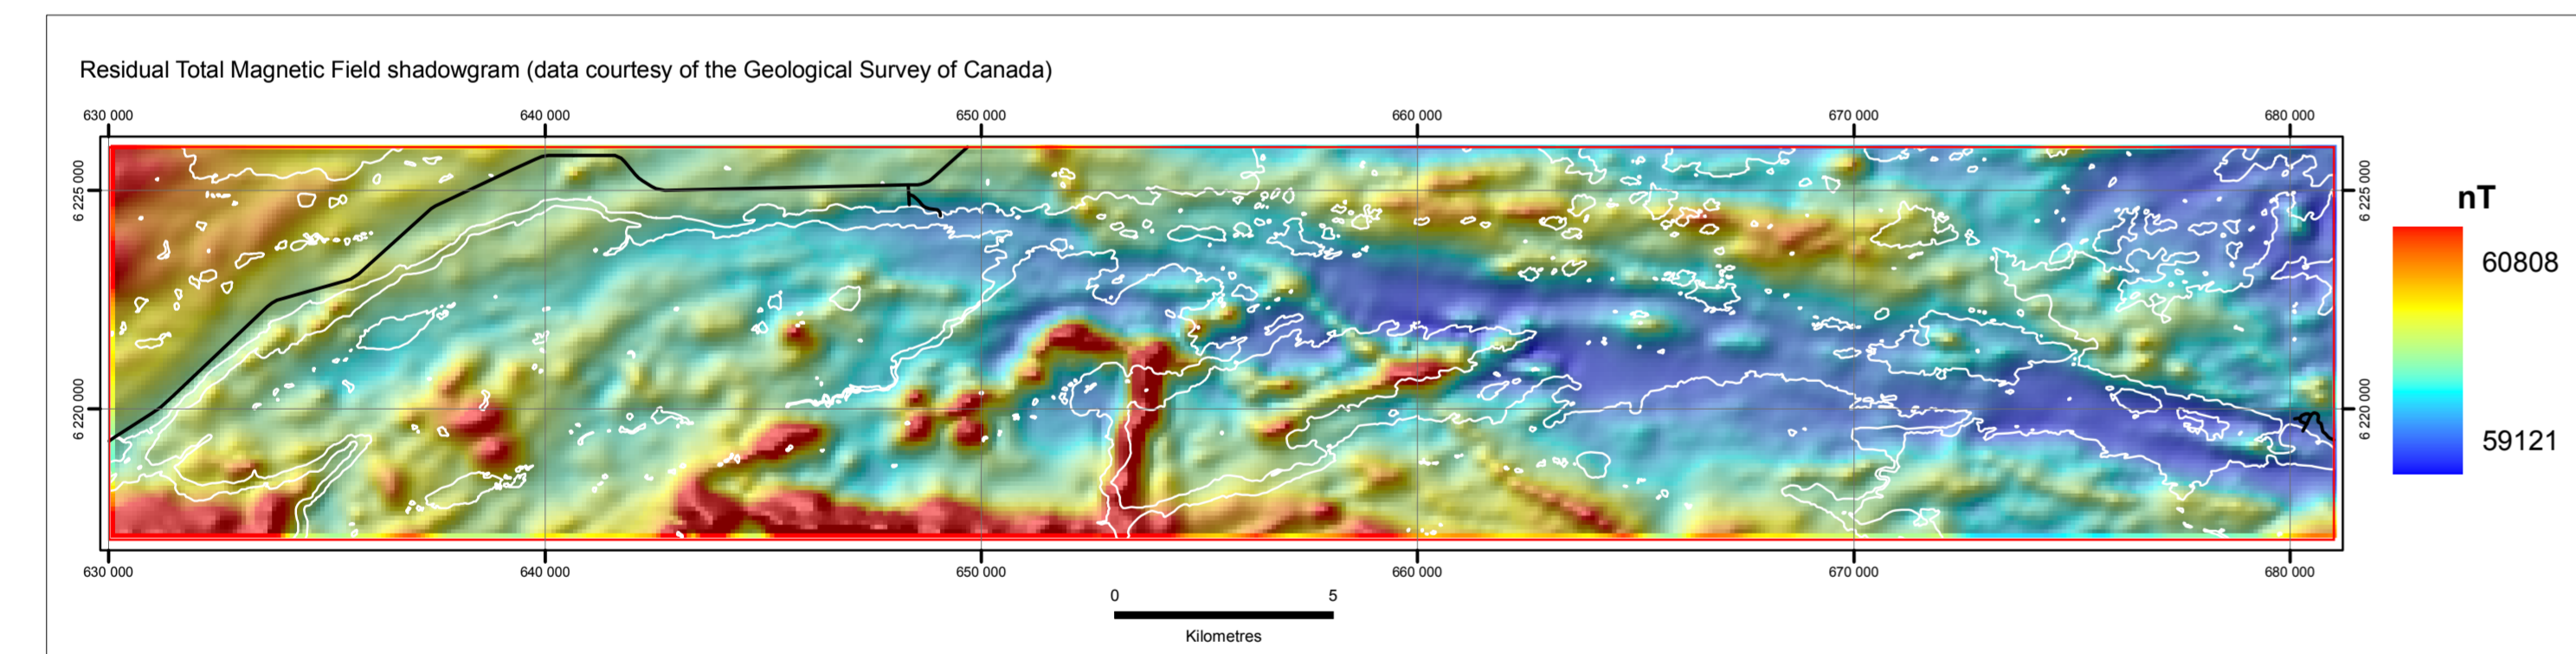 Residual Total Magnetic Field shadowgram (data courtesy of the Geological Survey of Canada)
630 000 640 000 650 000 660 000 670 000 680 000
6 225 000 6 225 000
nT
60808
6 220 000 6 220 000
59121
630 000 640 000 650 000 660 000 670 000 680 000
0 5
Kilometres